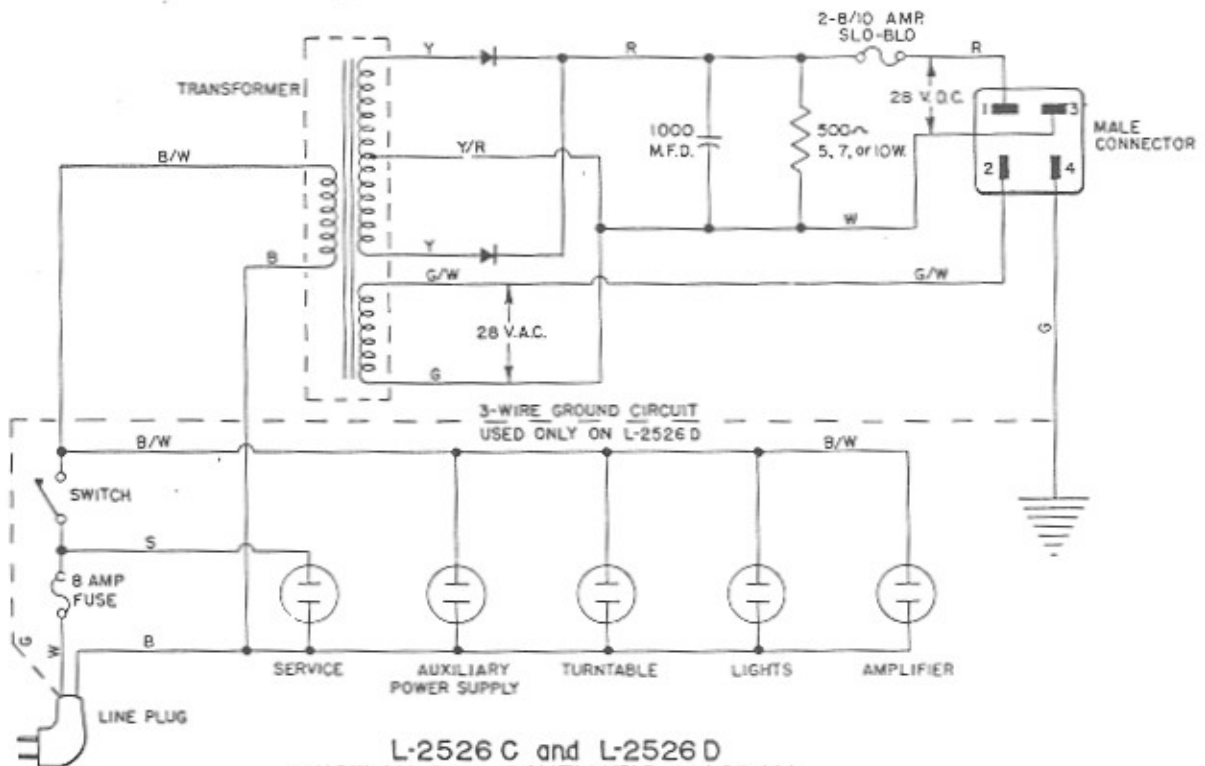 2-8/10 AMP.
SLO-BLO
Y
R
R
TRANSFORMER
28 V.D.C.
1
3
MALE
CONNECTOR
1000
M.F.D.
500~
5, 7, or 10W.
B/W
Y/R
2
4
W
Y
B
G/W
G/W
28 V.A.C.
G
G
3-WIRE GROUND CIRCUIT
USED ONLY ON L-2526 D
B/W
B/W
SWITCH
S
8 AMP
FUSE
G
W
B
SERVICE
AUXILIARY
POWER SUPPLY
TURNTABLE
LIGHTS
AMPLIFIER
LINE PLUG
L-2526 C and L-2526 D